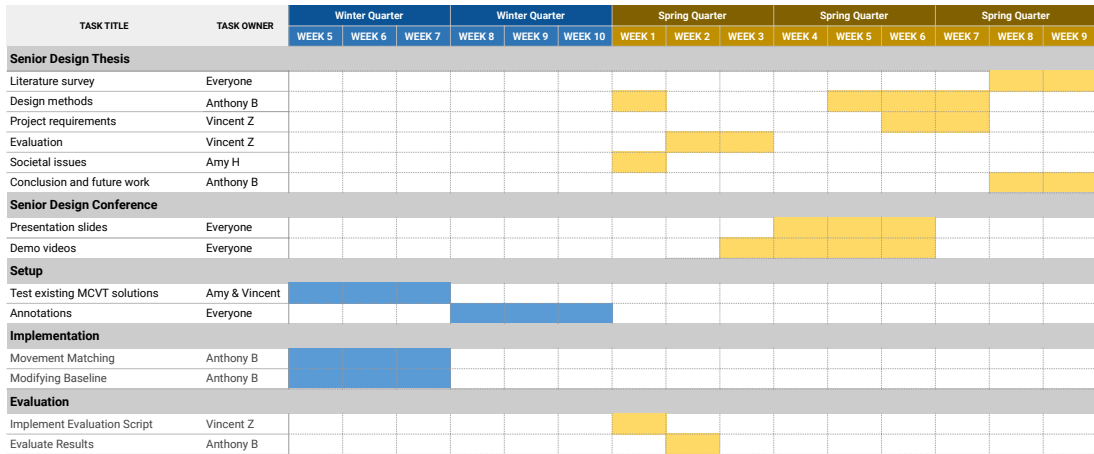 TASK TITLE TASK OWNER Winter Quarter Winter Quarter Spring Quarter Spring Quarter Spring Quarter
WEEK 5 WEEK 6 WEEK 7 WEEK 8 WEEK 9 WEEK 10 WEEK 1 WEEK 2 WEEK 3 WEEK 4 WEEK 5 WEEK 6 WEEK 7 WEEK 8 WEEK 9
Senior Design Thesis
Literature survey Everyone
Design methods Anthony B
Project requirements Vincent Z
Evaluation Vincent Z
Societal issues Amy H
Conclusion and future work Anthony B
Senior Design Conference
Presentation slides Everyone
Demo videos Everyone
Setup
Test existing MCVT solutions Amy & Vincent
Annotations Everyone
Implementation
Movement Matching Anthony B
Modifying Baseline Anthony B
Evaluation
Implement Evaluation Script Vincent Z
Evaluate Results Anthony B